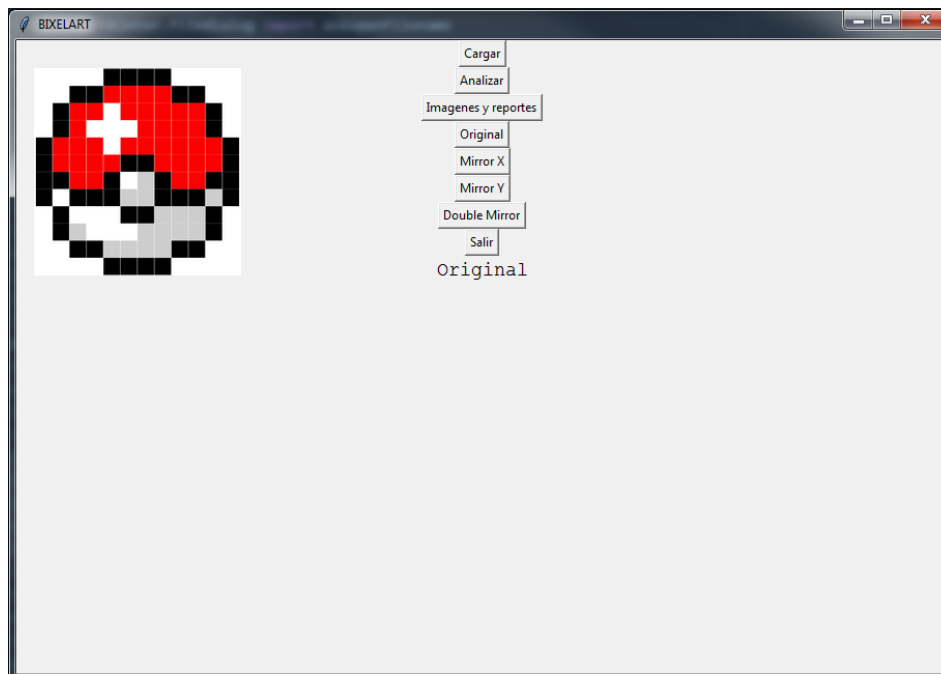 BIXELART
Cargar
Analizar
Imagenes y reportes
Original
Mirror X
Mirror Y
Double Mirror
Salir
Original